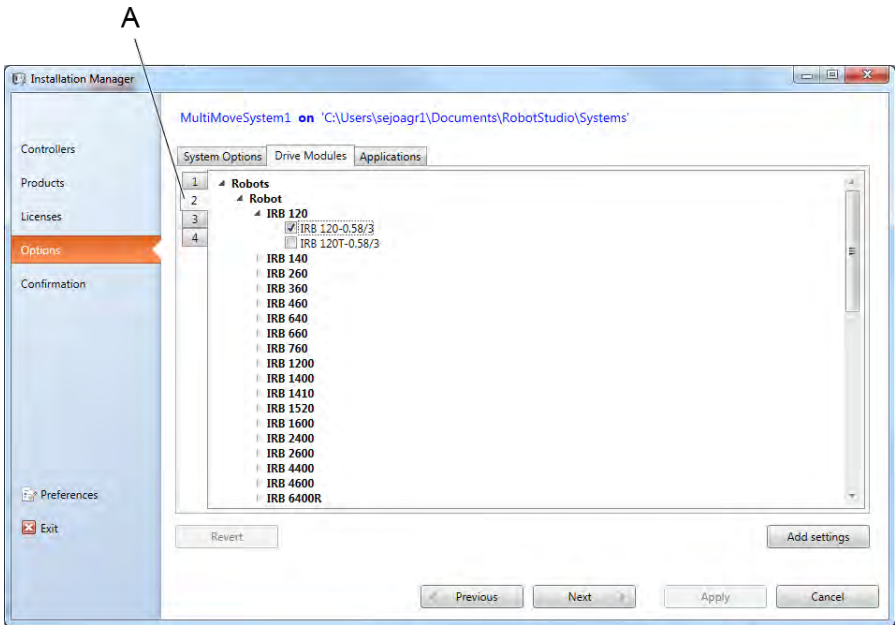 A
Installation Manager
MultiMoveSystem1 on 'C:\Users\sejoagr1\Documents\RobotStudio\Systems'
Controllers
Products
Licenses
Options
Confirmation
Preferences
Exit
System Options Drive Modules Applications
1
2
3
4
Robots
Robot
IRB 120
IRB 120-0.58/3
IRB 120T-0.58/3
IRB 140
IRB 260
IRB 360
IRB 460
IRB 640
IRB 660
IRB 760
IRB 1200
IRB 1400
IRB 1410
IRB 1520
IRB 1600
IRB 2400
IRB 2600
IRB 4400
IRB 4600
IRB 6400R
Revert Add settings
Previous Next Apply Cancel